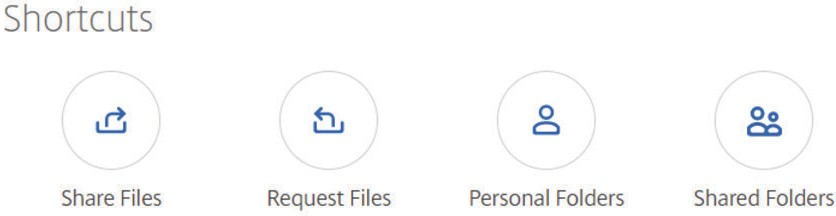 Shortcuts
Share Files
Request Files
Personal Folders
Shared Folders